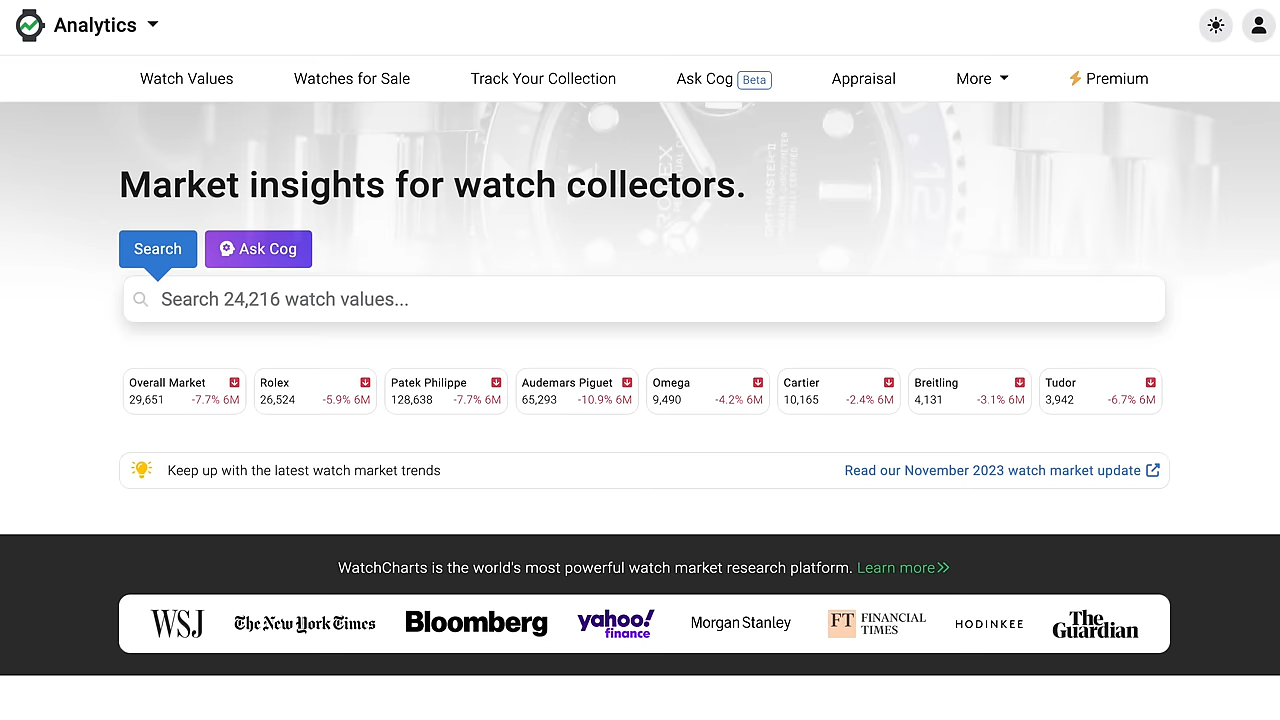 Analytics
Watch Values
Watches for Sale
Track Your Collection
Ask Cog Beta
Appraisal
More
Premium
Market insights for watch collectors.
Search
Ask Cog
Search 24,216 watch values...
Overall Market
29,651 -7.7% 6M
Rolex
26,524 -5.9% 6M
Patek Philippe
128,638 -7.7% 6M
Audemars Piguet
65,293 -10.9% 6M
Omega
9,490 -4.2% 6M
Cartier
10,165 -2.4% 6M
Breitling
4,131 -3.1% 6M
Tudor
3,942 -6.7% 6M
Keep up with the latest watch market trends
Read our November 2023 watch market update
WatchCharts is the world's most powerful watch market research platform. Learn more
WSJ
The New York Times
Bloomberg
yahoo!
finance
Morgan Stanley
FT FINANCIAL
TIMES
HODINKEE
The
Guardian